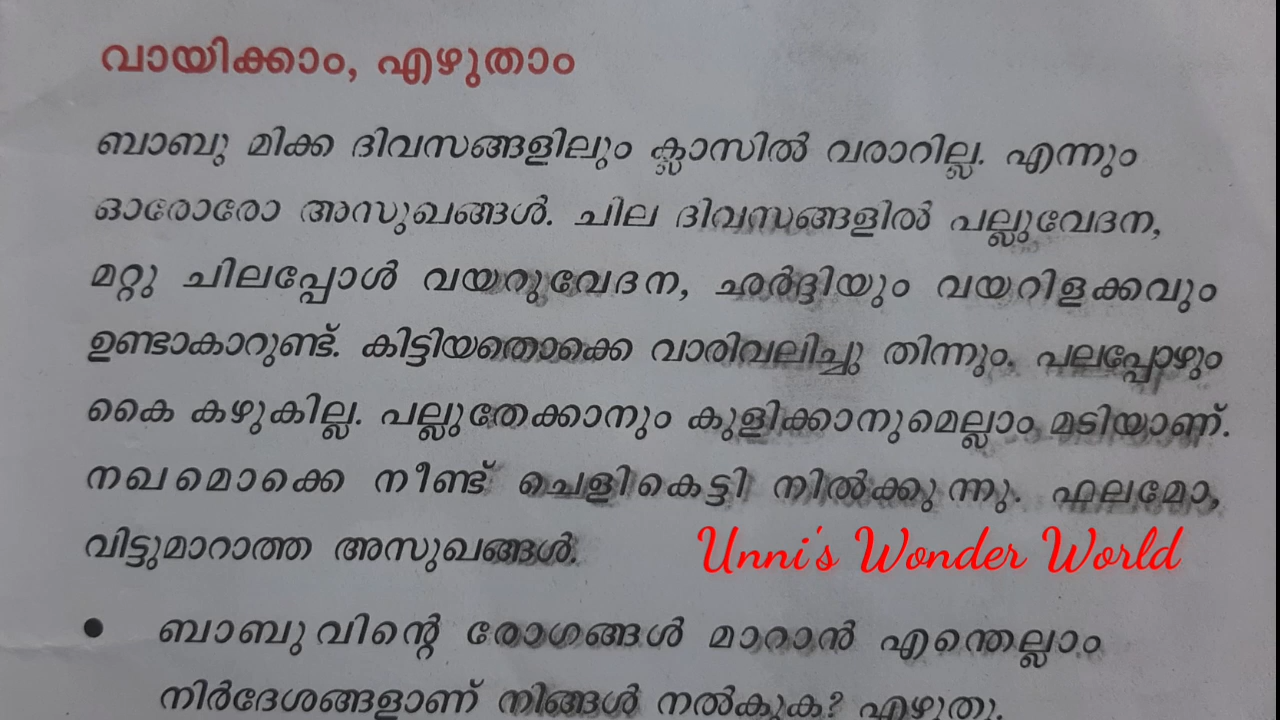 വായിക്കാം, എഴുതാം
ബാബു മിക്ക ദിവസങ്ങളിലും ക്ലാസിൽ വരാറില്ല. എന്നും
ഓരോരോ അസുഖങ്ങൾ. ചില ദിവസങ്ങളിൽ പല്ലുവേദന,
മറ്റു ചിലപ്പോൾ വയറുവേദന, ഛർദ്ദിയും വയറിളക്കവും
ഉണ്ടാകാറുണ്ട്. കിട്ടിയതൊക്കെ വാരിവലിച്ചു തിന്നും. പലപ്പോഴും
കൈ കഴുകില്ല. പല്ലുതേക്കാനും കുളിക്കാനുമെല്ലാം മടിയാണ്.
നഖമൊക്കെ നീണ്ട് ചെളികെട്ടി നിൽക്കുന്നു. ഫലമോ,
വിട്ടുമാറാത്ത അസുഖങ്ങൾ.
Unni's Wonder World
• ബാബുവിന്റെ രോഗങ്ങൾ മാറാൻ എന്തെല്ലാം
നിർദേശങ്ങളാണ് നിങ്ങൾ നൽകുക? എഴുതൂ.